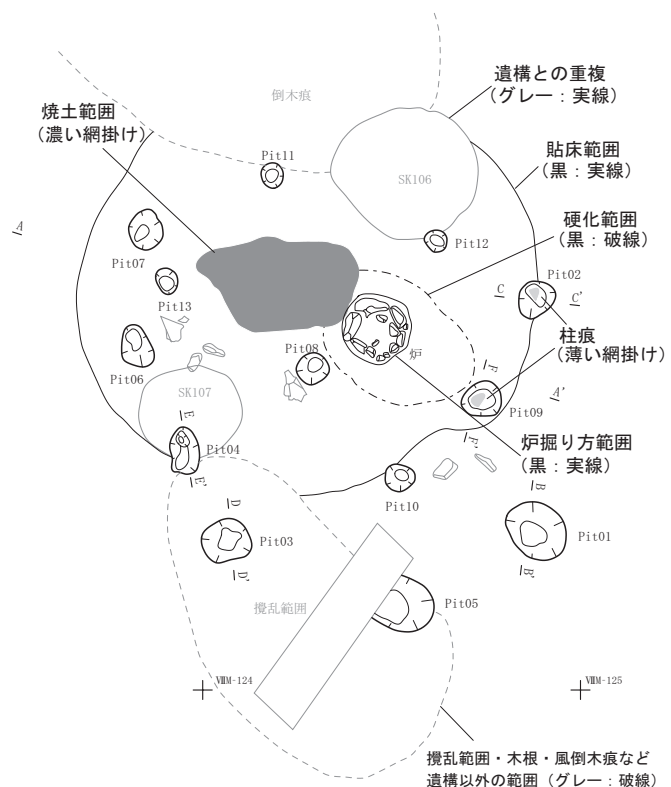 倒木痕
遺構との重複
（グレー：実線）
焼土範囲
（濃い網掛け）
貼床範囲
（黒：実線）
Pit11
SK106
硬化範囲
（黒：破線）
A
Pit07
Pit12
Pit02
C
C'
Pit13
柱痕
（薄い網掛け）
炉
Pit08
Pit06
F
SK107
A'
Pit09
E
F'
Pit04
炉掘り方範囲
（黒：実線）
E'
B
D
Pit10
Pit03
Pit01
D'
B'
攪乱範囲
Pit05
ⅧM-124
ⅧM-125
攪乱範囲・木根・風倒木痕など
遺構以外の範囲（グレー：破線）